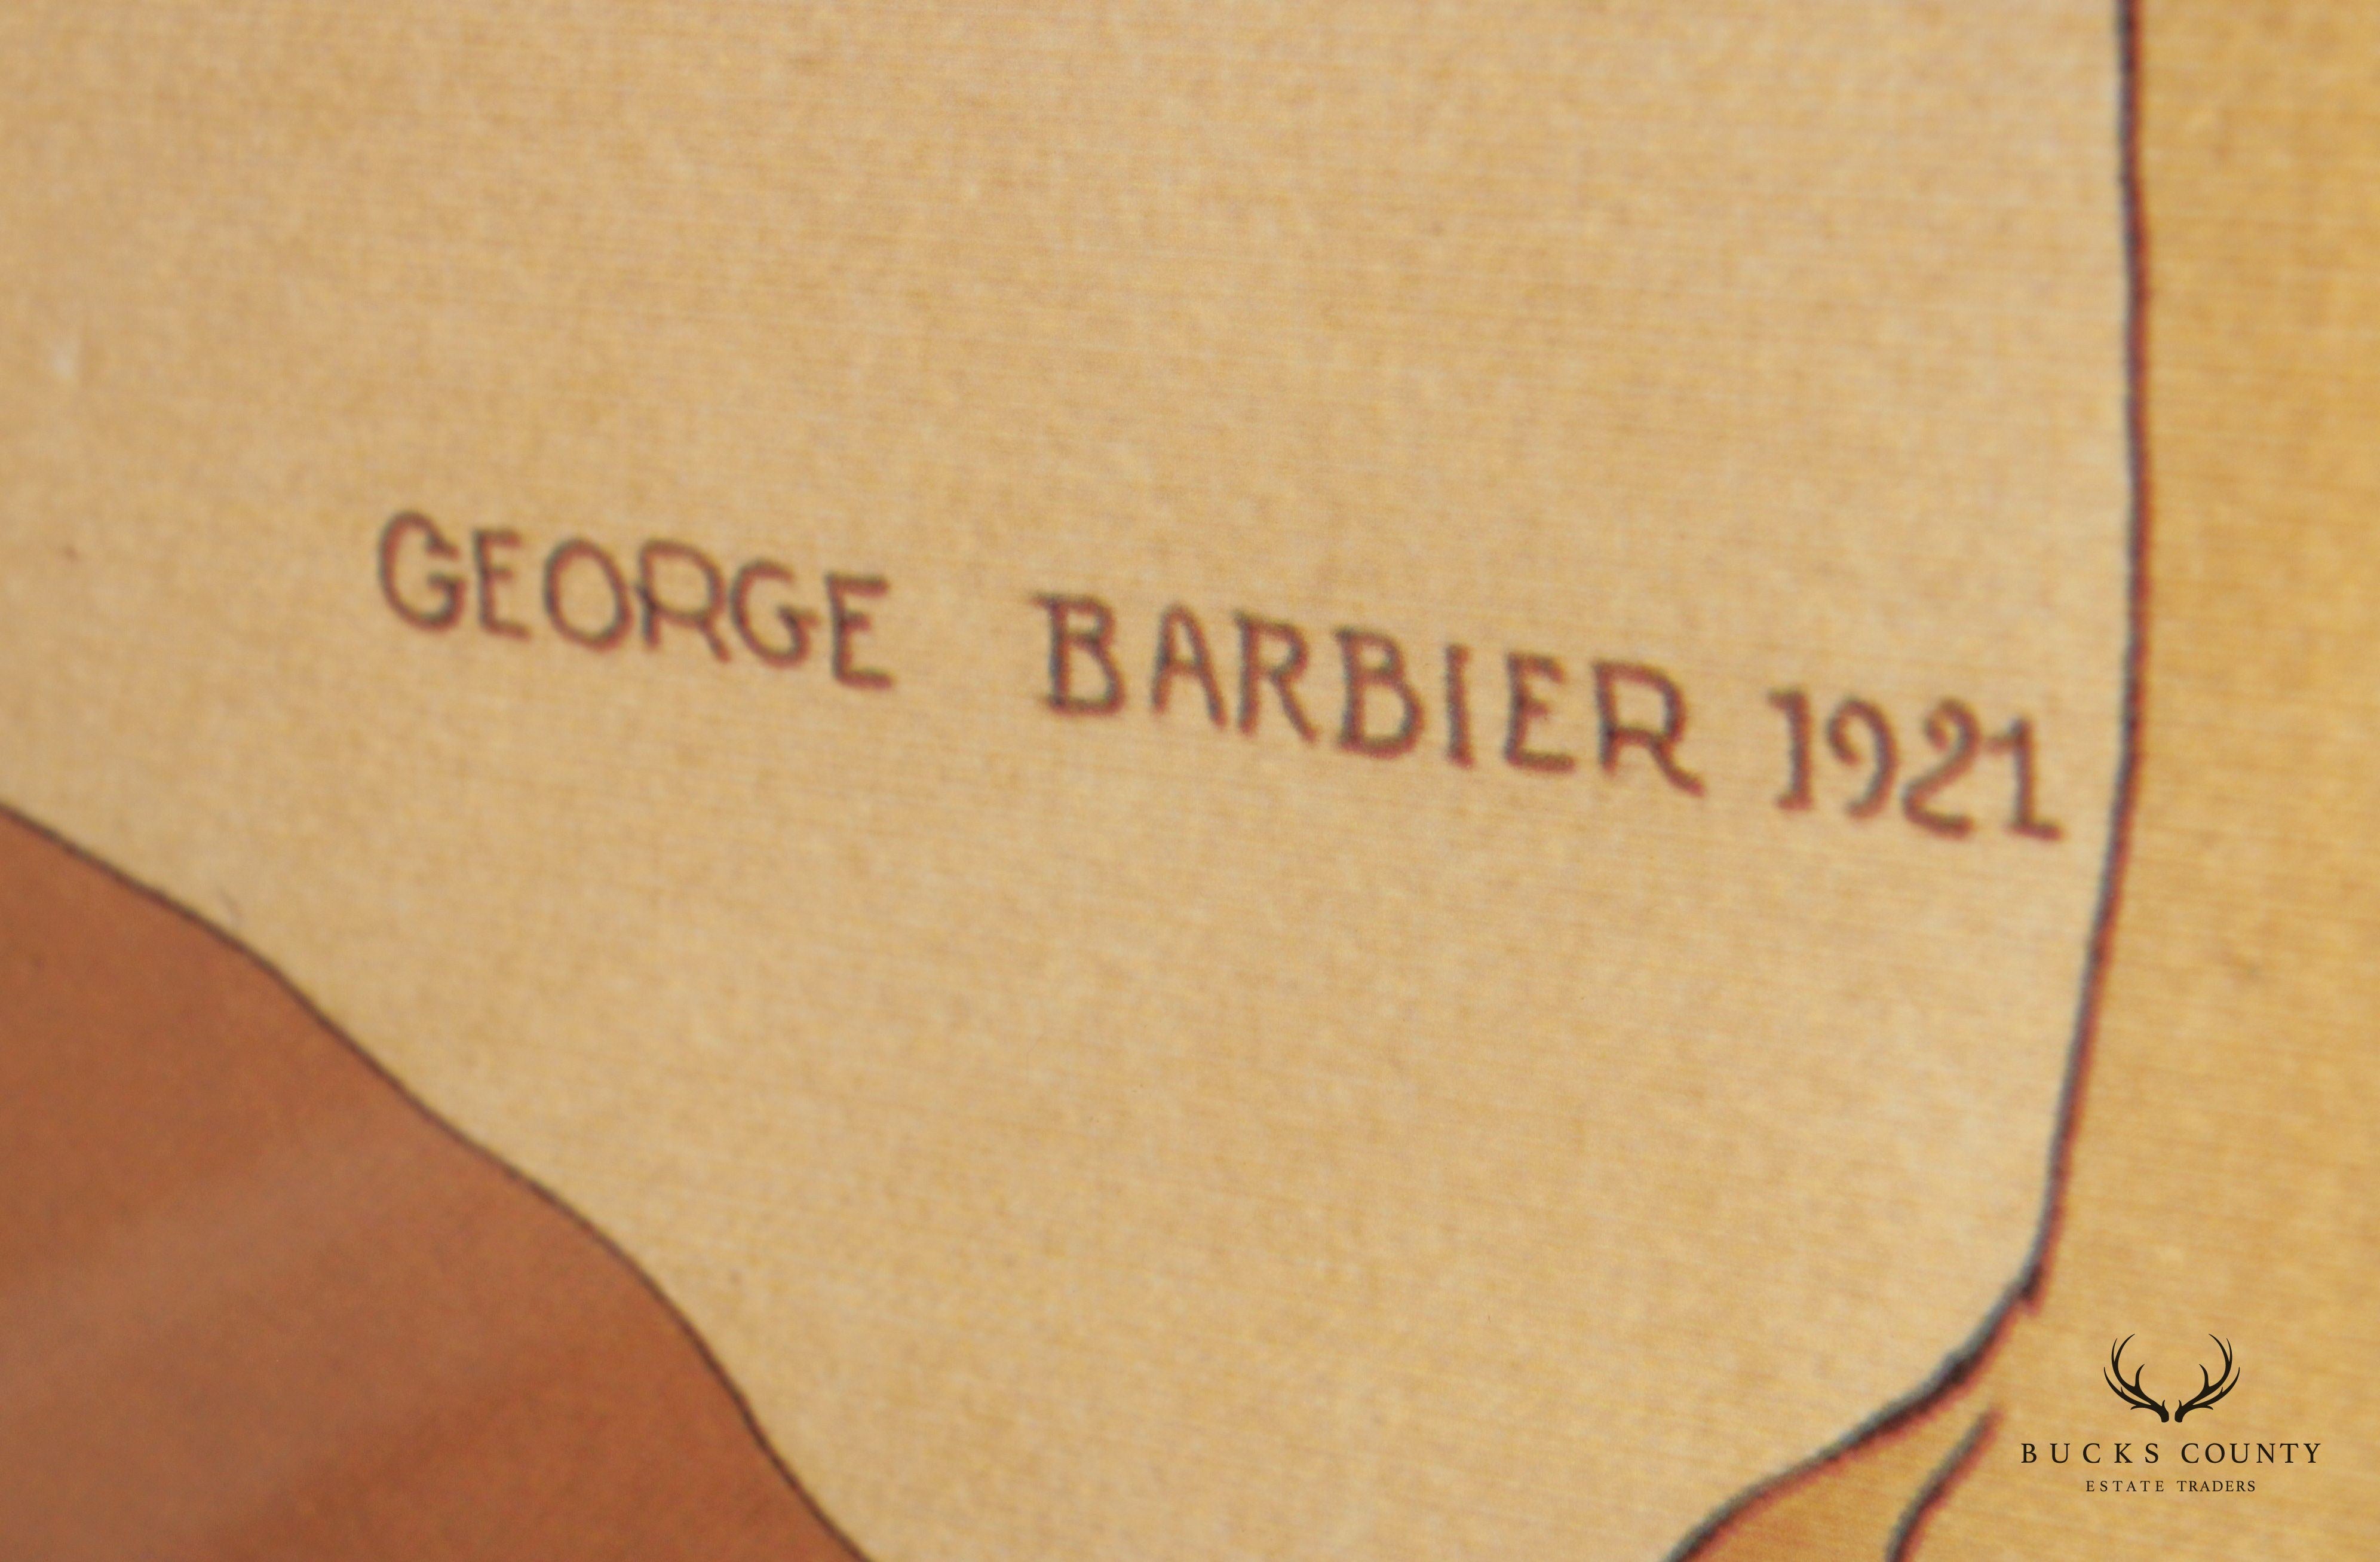 GEORGE BARBIER 1921
BUCKS COUNTY
ESTATE TRADERS